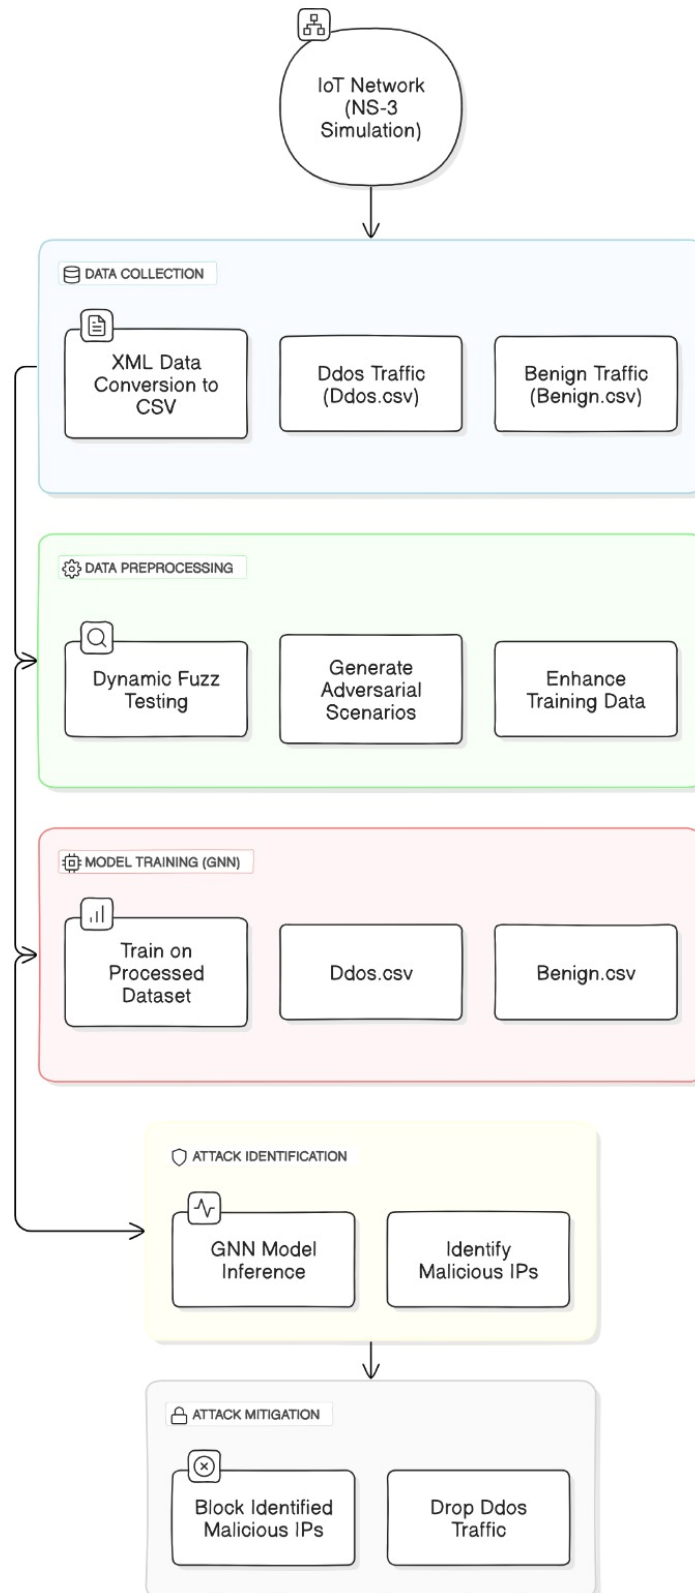 IoT Network
(NS-3
Simulation)
DATA COLLECTION
XML Data
Conversion to
CSV
Ddos Traffic
(Ddos.csv)
Benign Traffic
(Benign.csv)
DATA PREPROCESSING
Dynamic Fuzz
Testing
Generate
Adversarial
Scenarios
Enhance
Training Data
MODEL TRAINING (GNN)
Train on
Processed
Dataset
Ddos.csv
Benign.csv
ATTACK IDENTIFICATION
GNN Model
Inference
Identify
Malicious IPs
ATTACK MITIGATION
Block Identified
Malicious IPs
Drop Ddos
Traffic